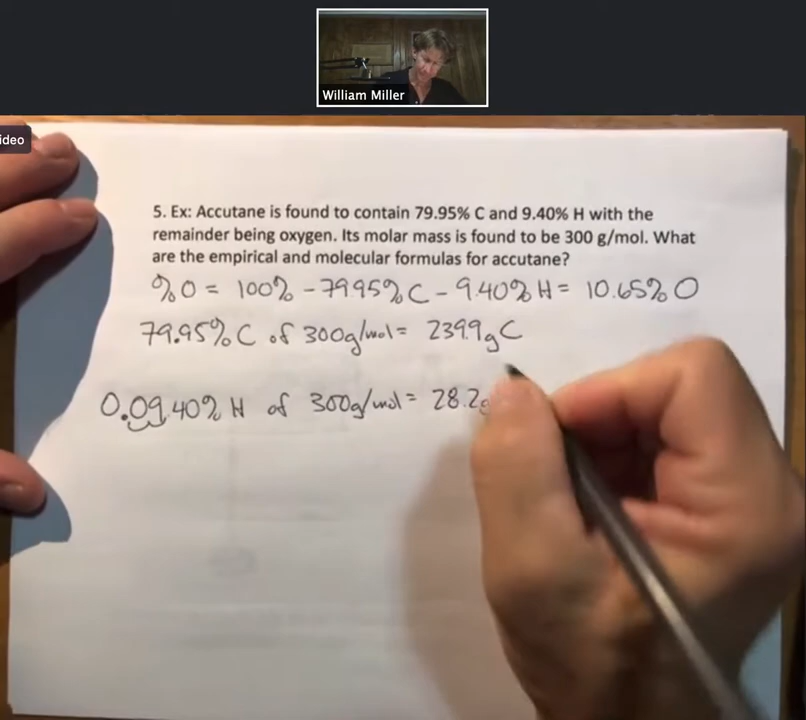 William Miller
ideo
5. Ex: Accutane is found to contain 79.95% C and 9.40% H with the
remainder being oxygen. Its molar mass is found to be 300 g/mol. What
are the empirical and molecular formulas for accutane?
%O = 100% - 79.95% C - 9.40% H = 10.65% O
79.95% C of 300g/mol = 239.9g C
0.09.40% H of 300g/mol = 28.2g